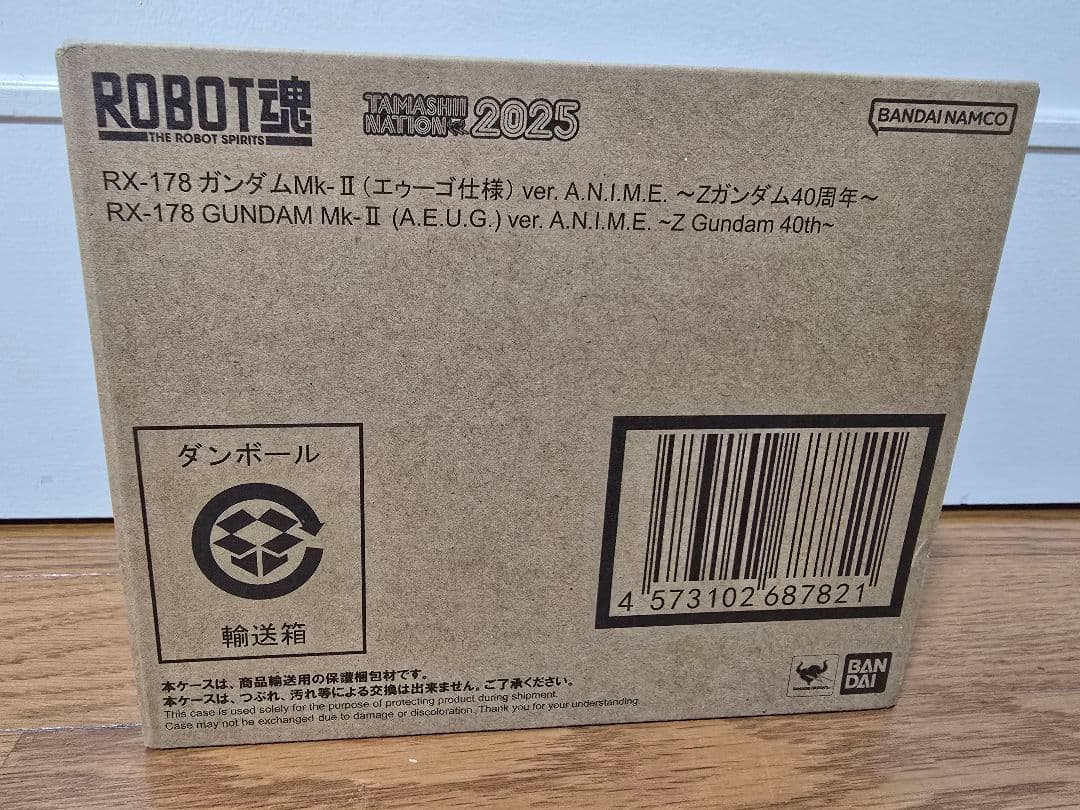 ROBOT魂
THE ROBOT SPIRITS
TAMASHII
NATION 2025
BANDAI NAMCO
RX-178 ガンダムMk-Ⅱ(エゥーゴ仕様) ver. A.N.I.M.E. ～Zガンダム40周年～
RX-178 GUNDAM Mk-Ⅱ (A.E.U.G.) ver. A.N.I.M.E. ~Z Gundam 40th~
ダンボール
輸送箱
4 573102 687821
本ケースは、商品輸送用の保護梱包材です。
本ケースは、つぶれ、汚れ等による交換は出来ません。ご了承ください。
This case is used solely for the purpose of protecting product during shipment.
Case may not be exchanged due to damage or discoloration. Thank you for your understanding.
TAMASHII NATIONS
BAN
DAI